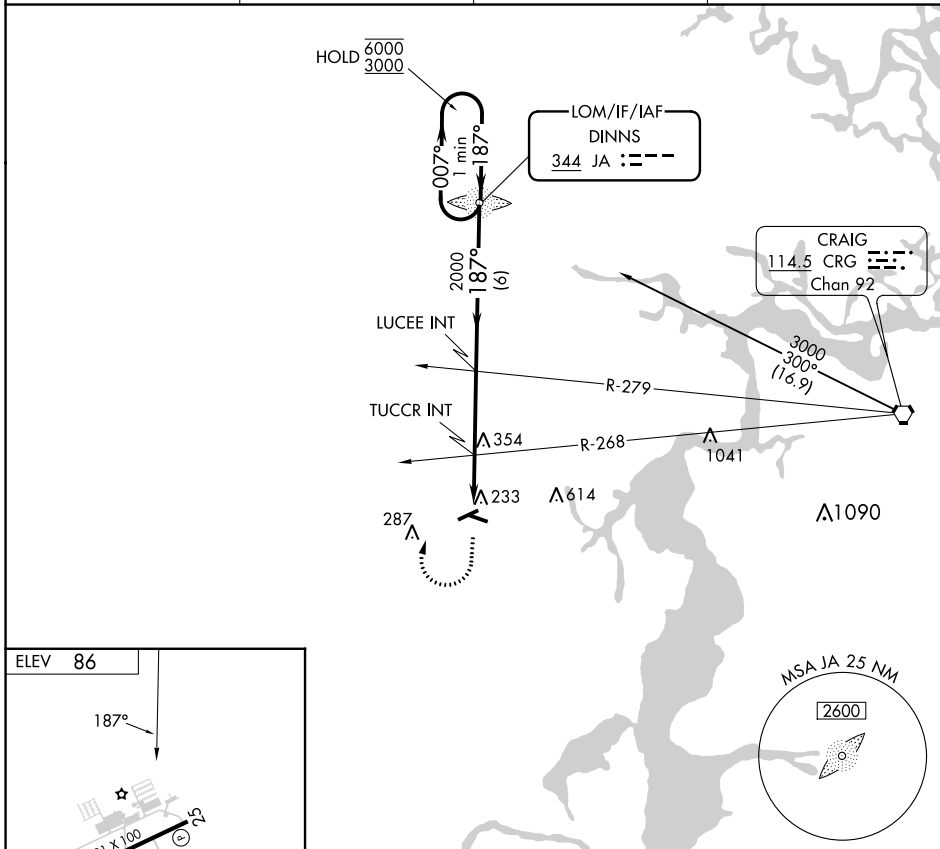 HOLD 6000
3000
007°
1 min
187°
LOM/IF/IAF
DINNS
344 JA
CRAIG
114.5 CRG
Chan 92
2000
187°
(6)
LUCEE INT
3000
300°
(16.9)
R-279
TUCCR INT
354
R-268
1041
233
614
287
1090
ELEV 86
187°
X 100
25
P
MSA JA 25 NM
2600